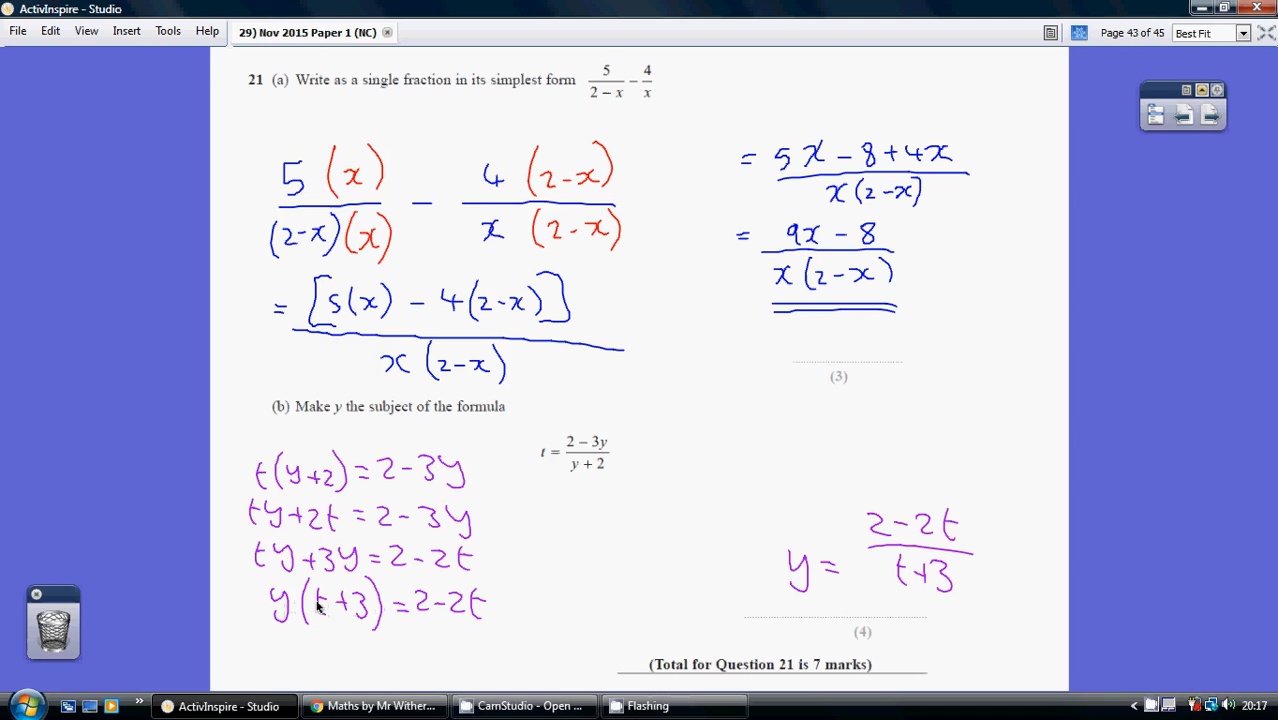 ActivInspire - Studio
File Edit View Insert Tools Help
29) Nov 2015 Paper 1 (NC)
Page 43 of 45
Best Fit
21 (a) Write as a single fraction in its simplest form 5/(2 − x) − 4/x
5 (x)/(2-x)(x) − 4 (2-x)/x (2-x)
= [5(x) − 4(2-x)]/x (2-x)
= 5x − 8 + 4x/x(2-x)
= 9x − 8/x(2-x)
(3)
(b) Make y the subject of the formula
t = (2 − 3y)/(y + 2)
t(y+2) = 2 − 3y
ty + 2t = 2 − 3y
ty + 3y = 2 − 2t
y(t+3) = 2 − 2t
y = 2 − 2t/t+3
(4)
(Total for Question 21 is 7 marks)
ActivInspire - Studio
Maths by Mr Wither...
CamStudio - Open ...
Flashing
20:17